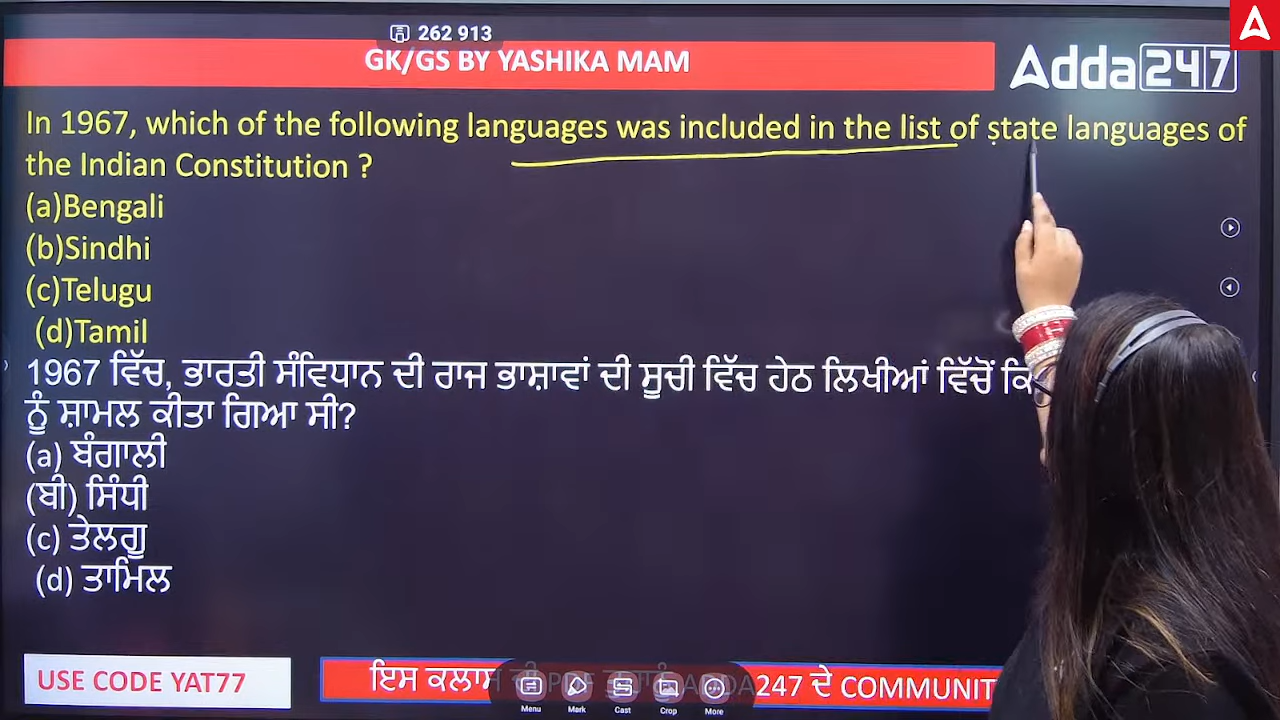 262 913
GK/GS BY YASHIKA MAM
Adda247
In 1967, which of the following languages was included in the list of state languages of
the Indian Constitution ?
(a)Bengali
(b)Sindhi
(c)Telugu
(d)Tamil
1967 ਵਿੱਚ, ਭਾਰਤੀ ਸੰਵਿਧਾਨ ਦੀ ਰਾਜ ਭਾਸ਼ਾਵਾਂ ਦੀ ਸੂਚੀ ਵਿੱਚ ਹੇਠ ਲਿਖੀਆਂ ਵਿੱਚੋਂ
ਨੂੰ ਸ਼ਾਮਲ ਕੀਤਾ ਗਿਆ ਸੀ?
(a) ਬੰਗਾਲੀ
(ਬੀ) ਸਿੰਧੀ
(c) ਤੇਲਗੂ
(d) ਤਾਮਿਲ
USE CODE YAT77
ਇਸ ਕਲਾਸ ਦੀ PDF ADDA 247 ਦੇ COMMUNIT
Menu Mark Cast Crop More